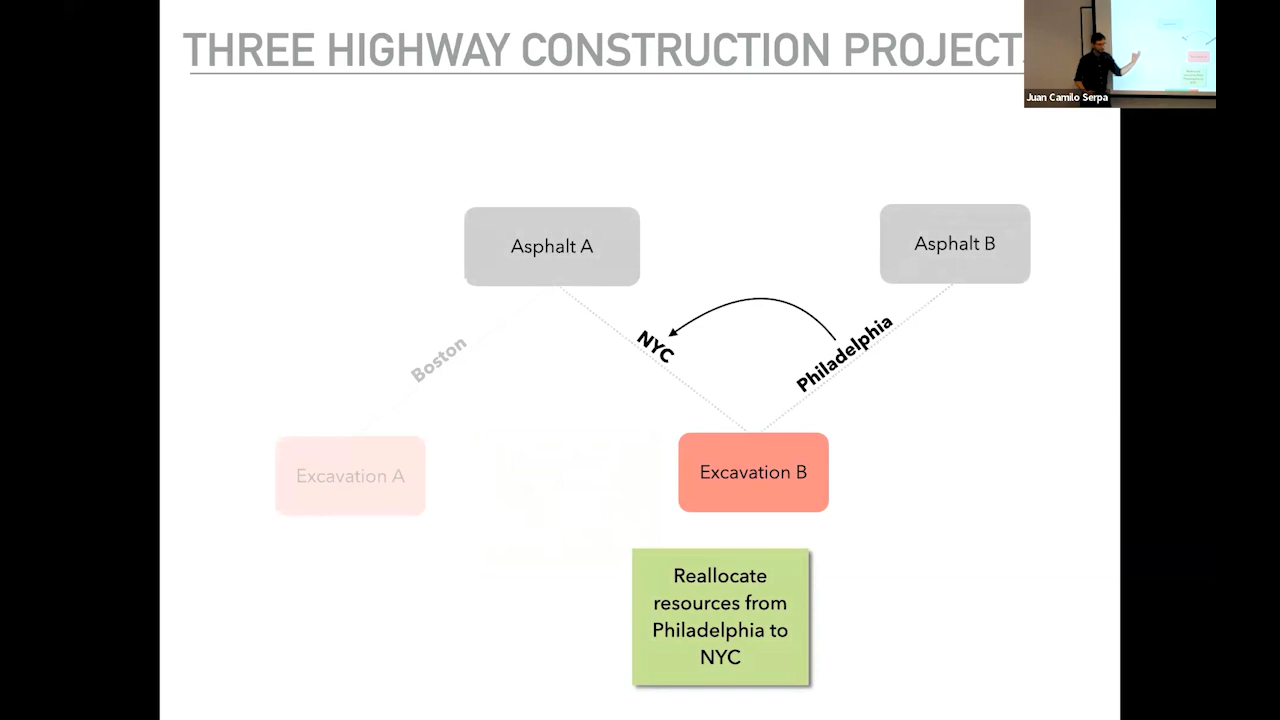 THREE HIGHWAY CONSTRUCTION PROJECT
Juan Camilo Serpa
Asphalt A
Asphalt B
Boston
NYC
Philadelphia
Excavation A
Excavation B
Reallocate
resources from
Philadelphia to
NYC